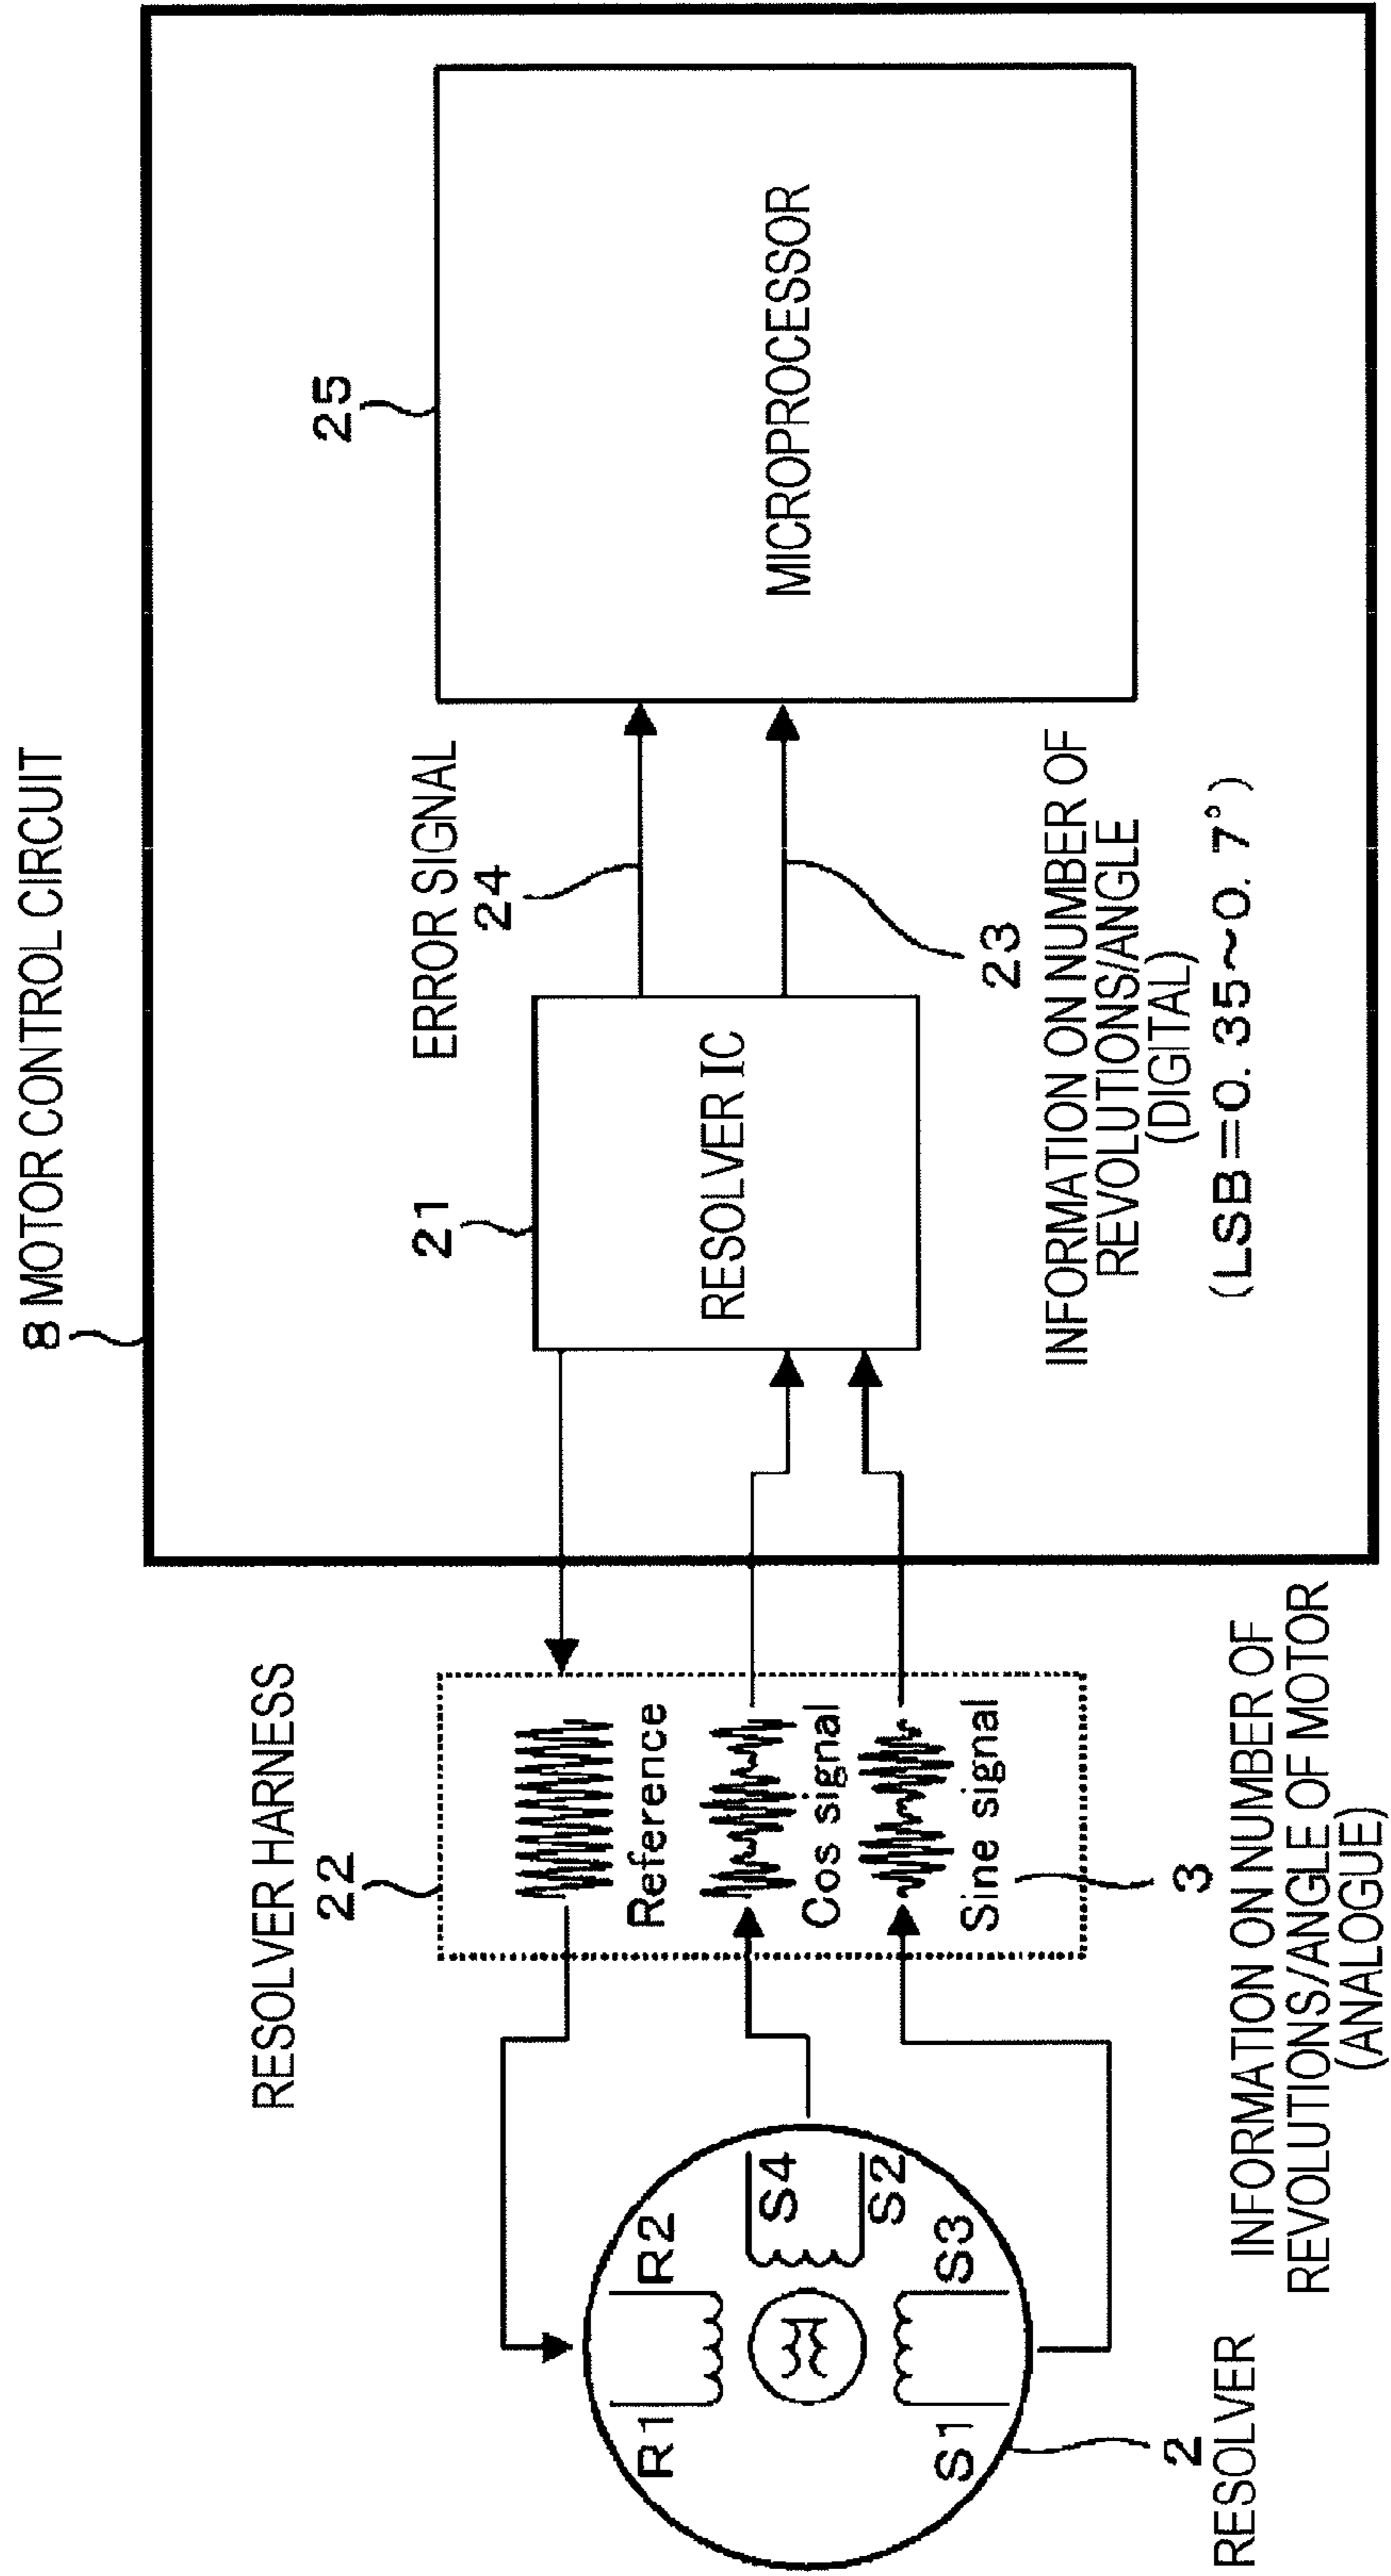 8 MOTOR CONTROL CIRCUIT
RESOLVER HARNESS
22
25
ERROR SIGNAL
24
21
RESOLVER IC
MICROPROCESSOR
Reference
Cos signal
Sine signal
R1
R2
S4
S2
S1
S3
23
INFORMATION ON NUMBER OF
REVOLUTIONS/ANGLE
(DIGITAL)
(LSB=0. 35~0. 7°)
3
INFORMATION ON NUMBER OF
REVOLUTIONS/ANGLE OF MOTOR
(ANALOGUE)
2
RESOLVER